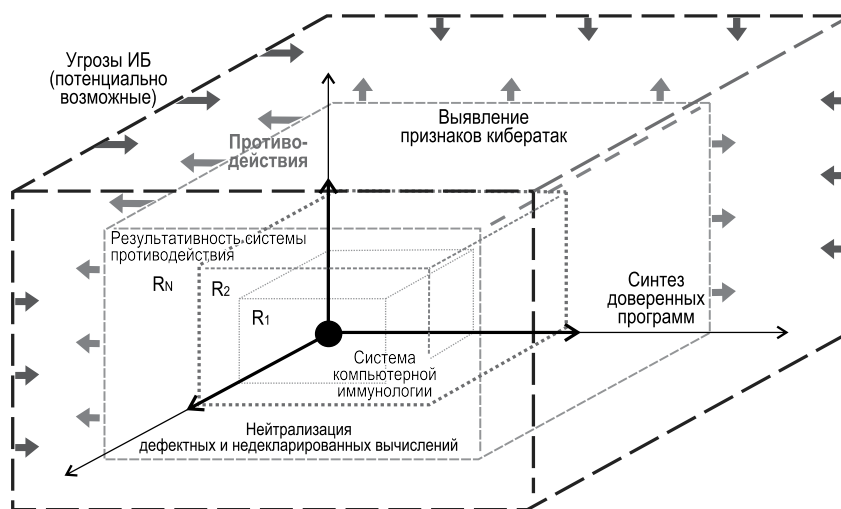 Угрозы ИБ
(потенциально
возможные)
Выявление
признаков кибератак
Противо-
действия
Результативность системы
противодействия
RN
R2
R1
Синтез
доверенных
программ
Система
компьютерной
иммунологии
Нейтрализация
дефектных и недекларированных вычислений